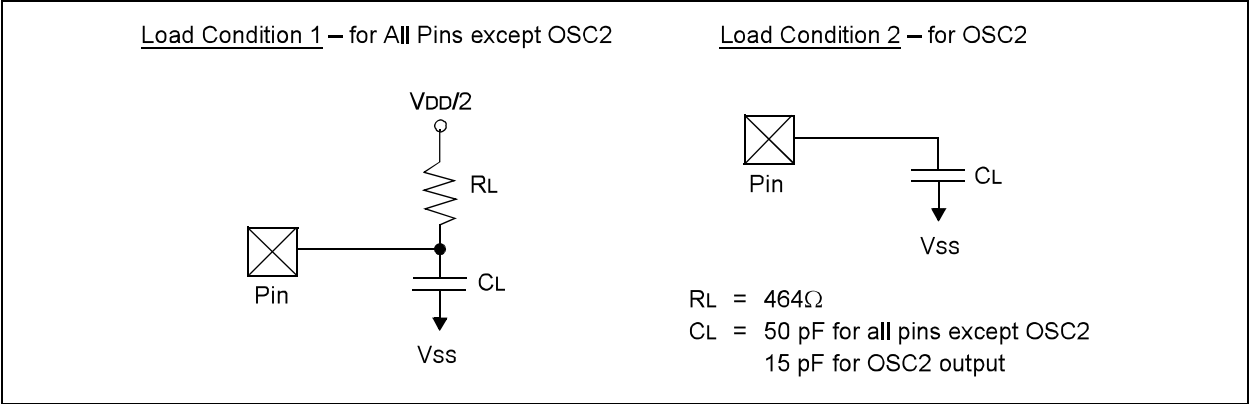 Load Condition 1 – for All Pins except OSC2
VDD/2
RL
Pin
CL
VSS
Load Condition 2 – for OSC2
Pin
CL
VSS
RL = 464Ω
CL = 50 pF for all pins except OSC2
15 pF for OSC2 output